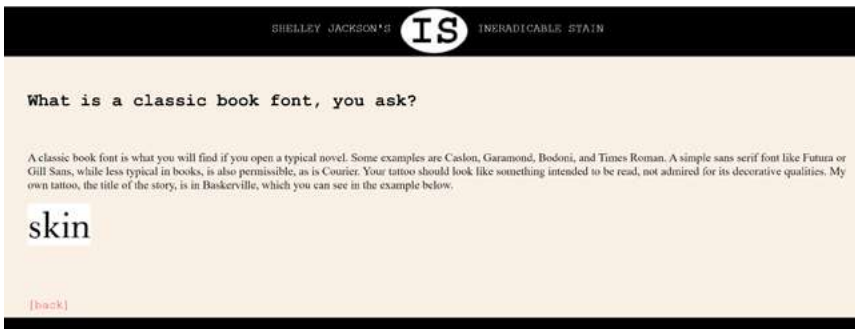 SHELLEY JACKSON'S IS INERADICABLE STAIN
What is a classic book font, you ask?
A classic book font is what you will find if you open a typical novel. Some examples are Caslon, Garamond, Bodoni, and Times Roman. A simple sans serif font like Futura or
Gill Sans, while less typical in books, is also permissible, as is Courier. Your tattoo should look like something intended to be read, not admired for its decorative qualities. My
own tattoo, the title of the story, is in Baskerville, which you can see in the example below.
skin
[back]